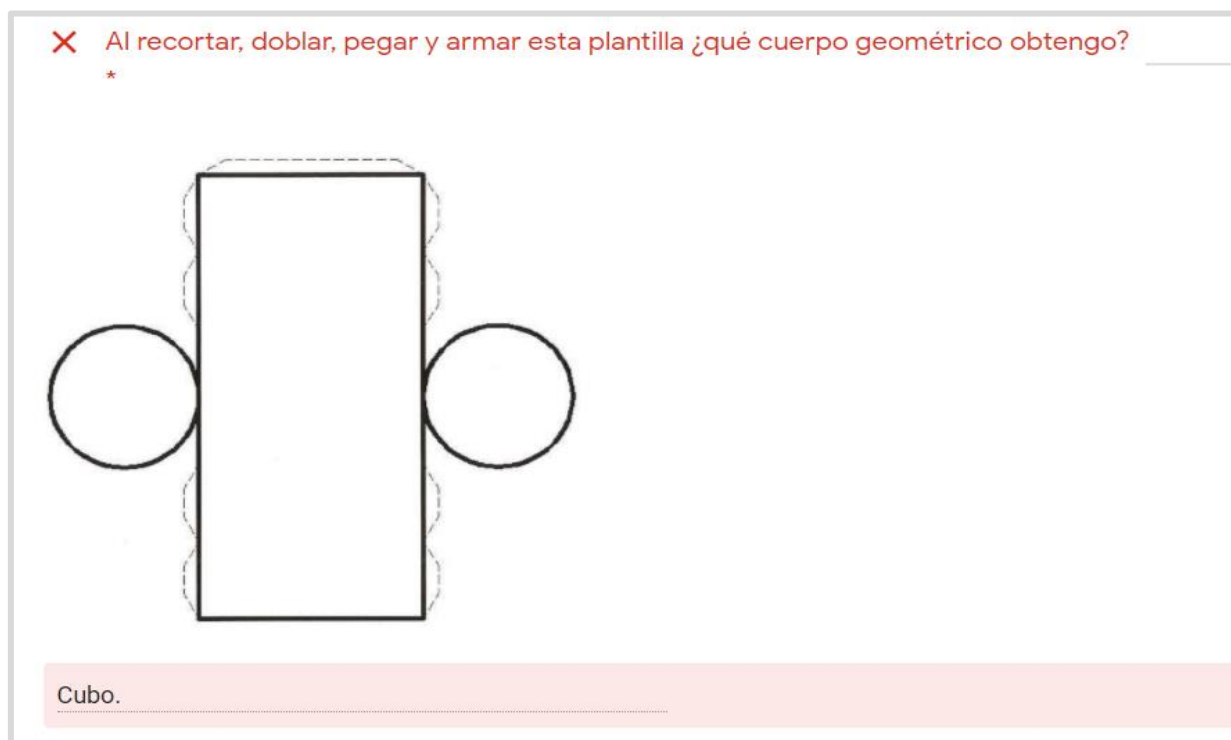 Al recortar, doblar, pegar y armar esta plantilla ¿qué cuerpo geométrico obtengo?
*
Cubo.